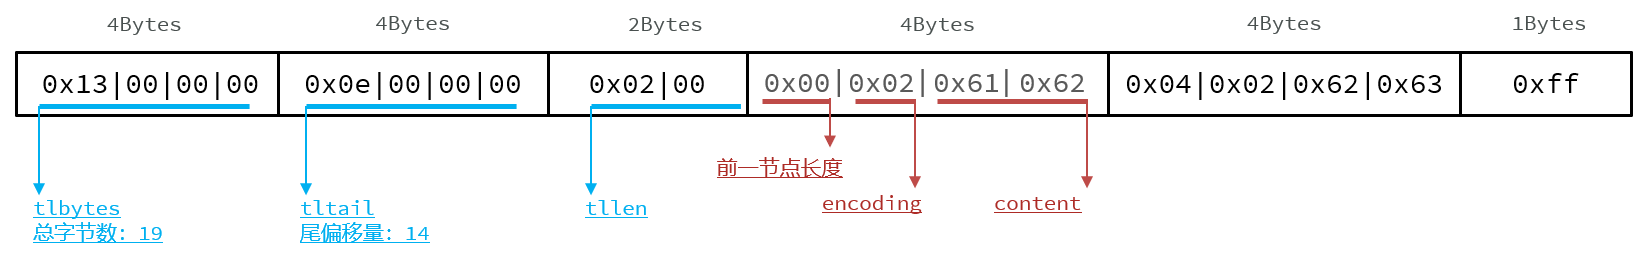 4Bytes 4Bytes 2Bytes 4Bytes 4Bytes 1Bytes
0x13|00|00|00 0x0e|00|00|00 0x02|00 0x00|0x02|0x61| 0x62 0x04|0x02|0x62|0x63 0xff
前一节点长度
tlbytes tltail tllen encoding content
总字节数: 19 尾偏移量: 14